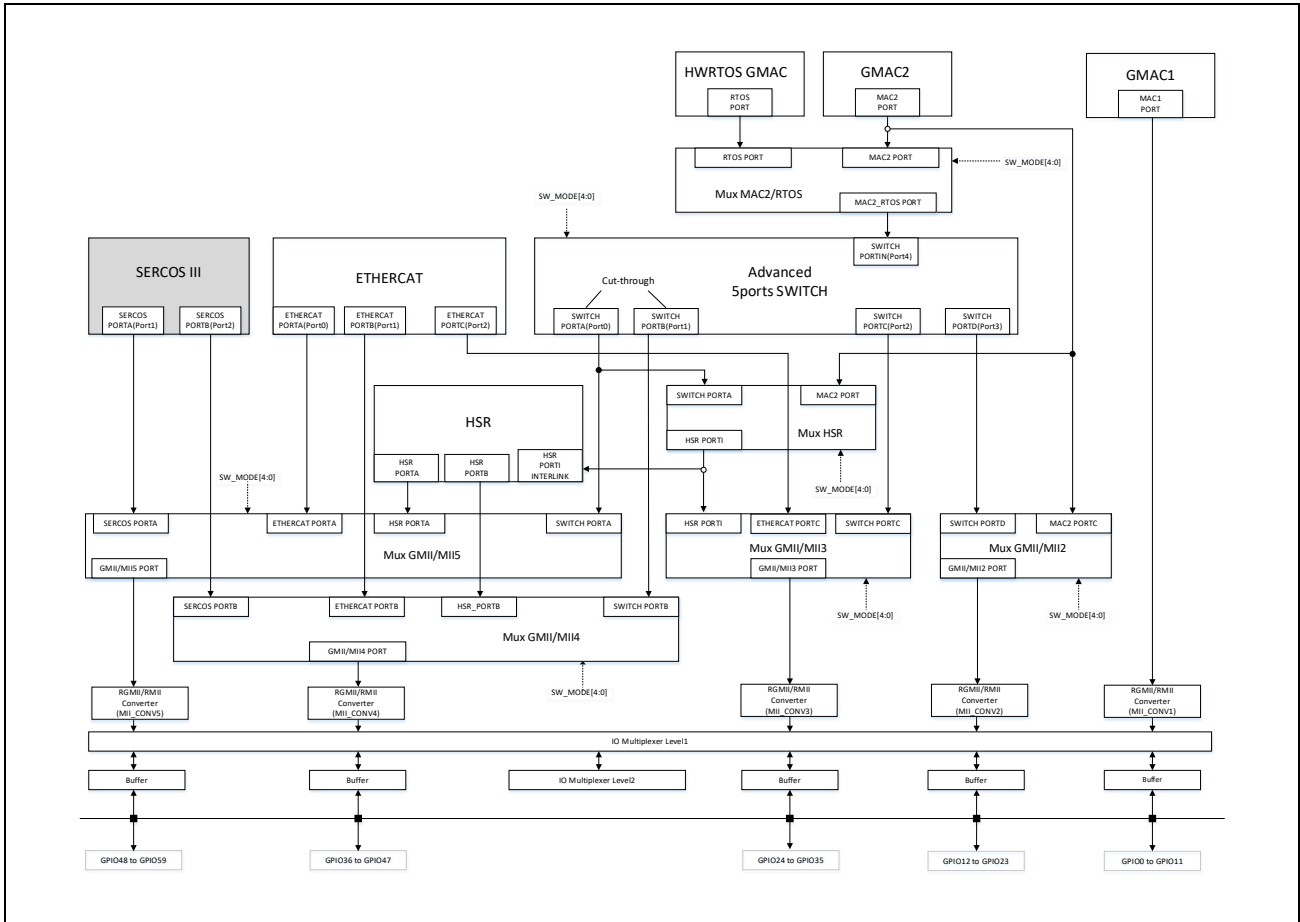 HWRTOS GMAC
RTOS
PORT
GMAC2
MAC2
PORT
GMAC1
MAC1
PORT
RTOS PORT
MAC2 PORT
Mux MAC2/RTOS
MAC2_RTOS PORT
SW_MODE[4:0]
SW_MODE[4:0]
SERCOS III
SERCOS
PORTA(Port1)
SERCOS
PORTB(Port2)
ETHERCAT
ETHERCAT
PORTA(Port0)
ETHERCAT
PORTB(Port1)
ETHERCAT
PORTC(Port2)
SWITCH
PORTIN(Port4)
Advanced
5ports SWITCH
Cut-through
SWITCH
PORTA(Port0)
SWITCH
PORTB(Port1)
SWITCH
PORTC(Port2)
SWITCH
PORTD(Port3)
HSR
HSR
PORTA
HSR
PORTB
HSR
PORTI
INTERLINK
SWITCH PORTA
MAC2 PORT
Mux HSR
HSR PORTI
SW_MODE[4:0]
SW_MODE[4:0]
SERCOS PORTA
ETHERCAT PORTA
HSR PORTA
SWITCH PORTA
Mux GMII/MII5
GMII/MII5 PORT
HSR PORTI
ETHERCAT PORTC
SWITCH PORTC
Mux GMII/MII3
GMII/MII3 PORT
SW_MODE[4:0]
SWITCH PORTD
MAC2 PORTC
Mux GMII/MII2
GMII/MII2 PORT
SW_MODE[4:0]
SERCOS PORTB
ETHERCAT PORTB
HSR_PORTB
SWITCH PORTB
Mux GMII/MII4
GMII/MII4 PORT
SW_MODE[4:0]
RGMII/RMII
Converter
(MII_CONV5)
RGMII/RMII
Converter
(MII_CONV4)
RGMII/RMII
Converter
(MII_CONV3)
RGMII/RMII
Converter
(MII_CONV2)
RGMII/RMII
Converter
(MII_CONV1)
IO Multiplexer Level1
Buffer
Buffer
IO Multiplexer Level2
Buffer
Buffer
Buffer
GPIO48 to GPIO59
GPIO36 to GPIO47
GPIO24 to GPIO35
GPIO12 to GPIO23
GPIO0 to GPIO11